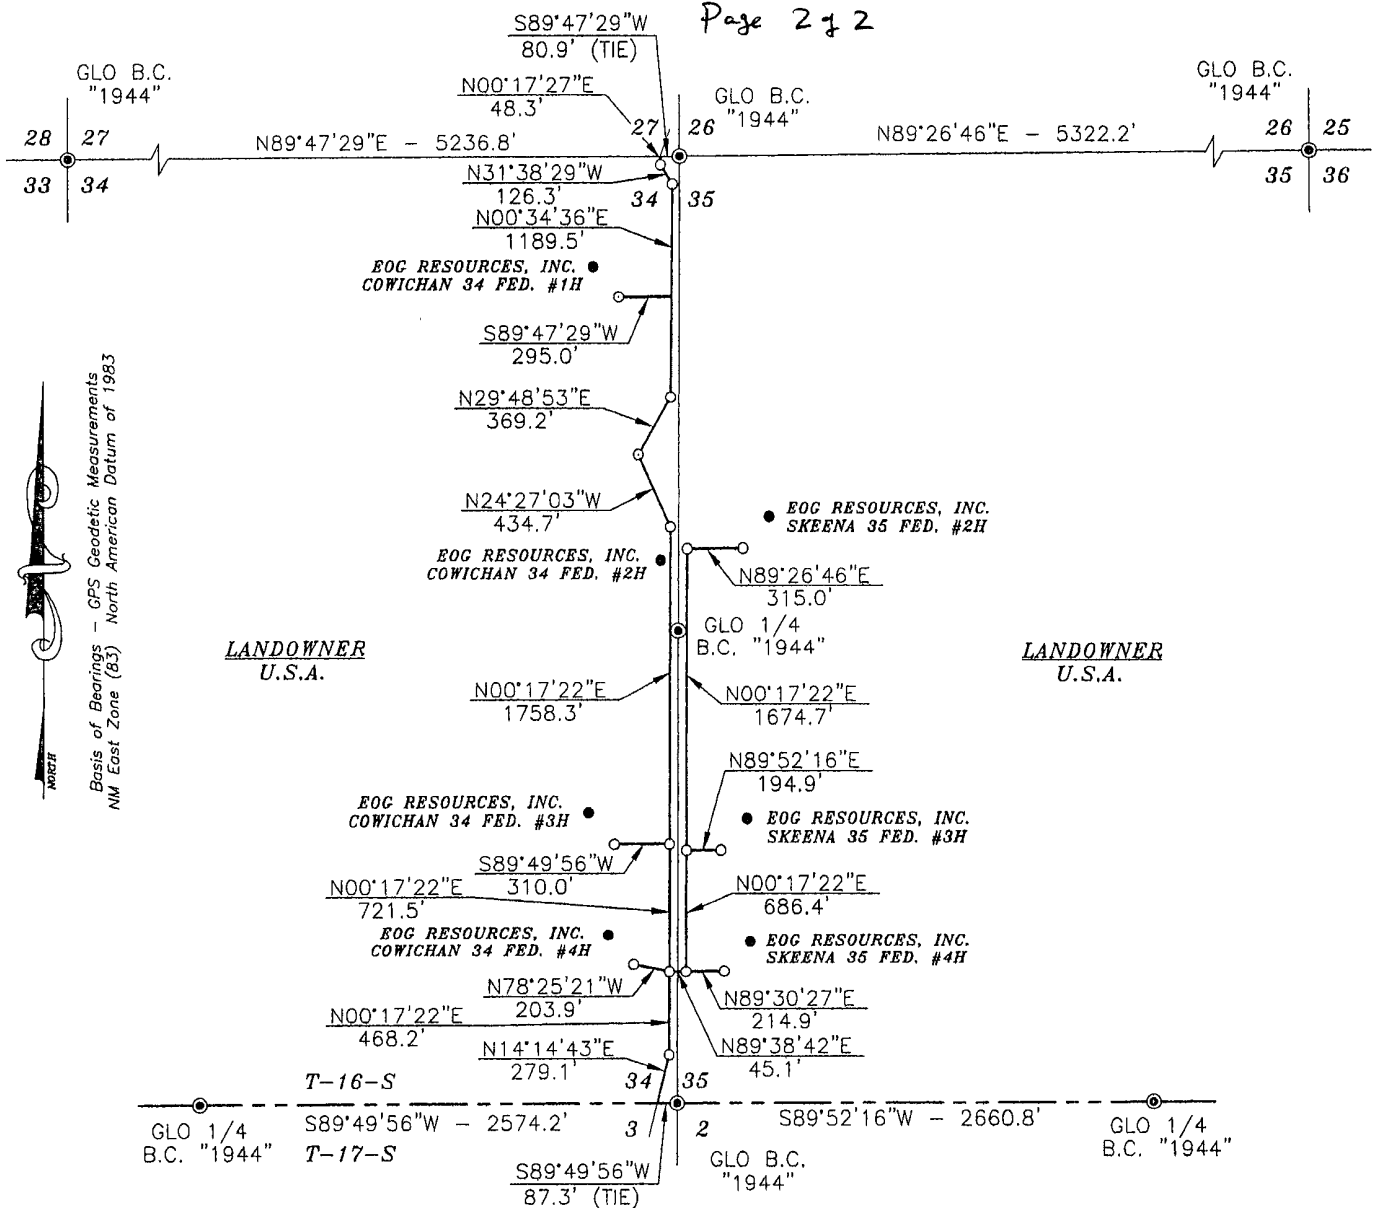 Page 2 of 2
S89°47'29"W
80.9' (TIE)
GLO B.C.
"1944"
N00°17'27"E
48.3'
GLO B.C.
"1944"
GLO B.C.
"1944"
28 27
33 34
N89°47'29"E - 5236.8'
27 26
34 35
N89°26'46"E - 5322.2'
26 25
35 36
N31°38'29"W
126.3'
N00°34'36"E
1189.5'
EOG RESOURCES, INC.
COWICHAN 34 FED. #1H
S89°47'29"W
295.0'
N29°48'53"E
369.2'
N24°27'03"W
434.7'
EOG RESOURCES, INC.
SKEENA 35 FED. #2H
EOG RESOURCES, INC.
COWICHAN 34 FED. #2H
N89°26'46"E
315.0'
GLO 1/4
B.C. "1944"
Basis of Bearings - GPS Geodetic Measurements
NM East Zone (83) North American Datum of 1983
NORTH
LANDOWNER
U.S.A.
LANDOWNER
U.S.A.
N00°17'22"E
1758.3'
N00°17'22"E
1674.7'
N89°52'16"E
194.9'
EOG RESOURCES, INC.
COWICHAN 34 FED. #3H
EOG RESOURCES, INC.
SKEENA 35 FED. #3H
S89°49'56"W
310.0'
N00°17'22"E
721.5'
N00°17'22"E
686.4'
EOG RESOURCES, INC.
COWICHAN 34 FED. #4H
EOG RESOURCES, INC.
SKEENA 35 FED. #4H
N78°25'21"W
203.9'
N89°30'27"E
214.9'
N00°17'22"E
468.2'
N89°38'42"E
45.1'
N14°14'43"E
279.1'
34 35
3 2
T-16-S
S89°49'56"W - 2574.2'
T-17-S
S89°52'16"W - 2660.8'
GLO 1/4
B.C. "1944"
GLO 1/4
B.C. "1944"
GLO B.C.
"1944"
S89°49'56"W
87.3' (TIE)